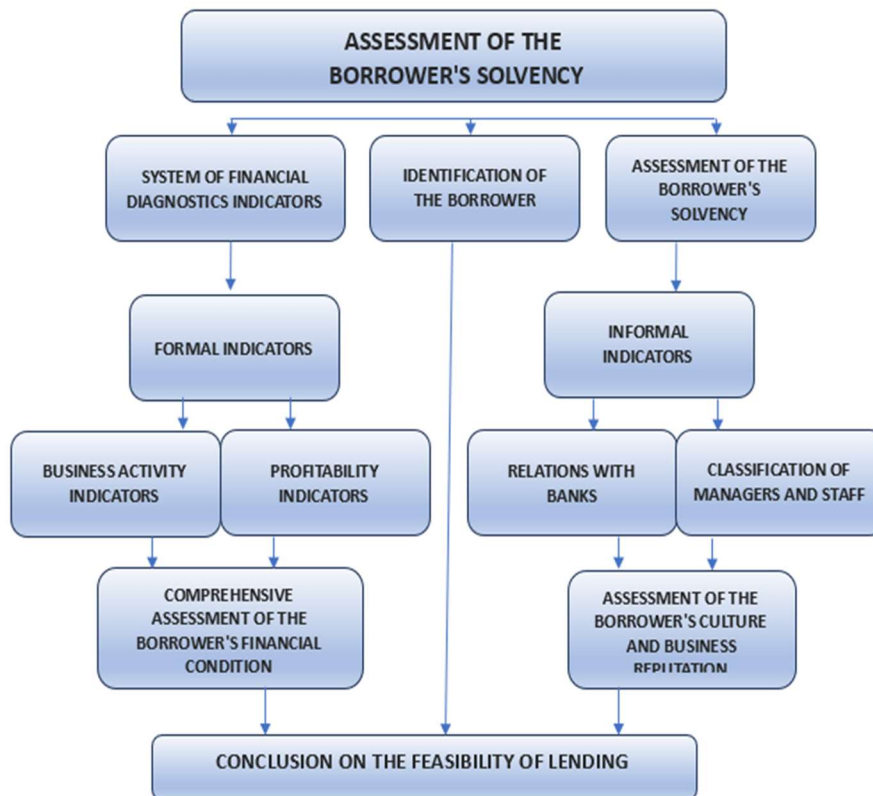 ASSESSMENT OF THE
BORROWER'S SOLVENCY
SYSTEM OF FINANCIAL
DIAGNOSTICS INDICATORS
IDENTIFICATION OF
THE BORROWER
ASSESSMENT OF THE
BORROWER'S
SOLVENCY
FORMAL INDICATORS
INFORMAL
INDICATORS
BUSINESS ACTIVITY
INDICATORS
PROFITABILITY
INDICATORS
RELATIONS WITH
BANKS
CLASSIFICATION OF
MANAGERS AND STAFF
COMPREHENSIVE
ASSESSMENT OF THE
BORROWER'S FINANCIAL
CONDITION
ASSESSMENT OF THE
BORROWER'S CULTURE
AND BUSINESS
REPUTATION
CONCLUSION ON THE FEASIBILITY OF LENDING